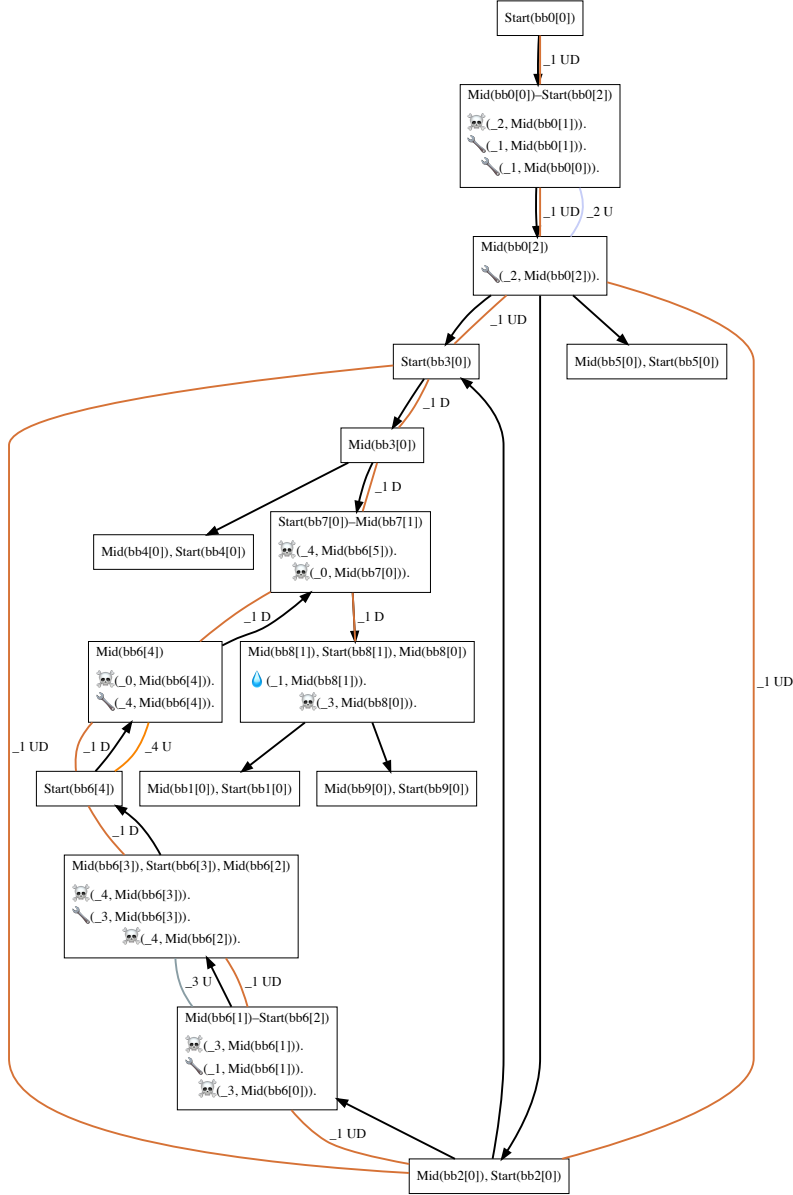 Start(bb0[0])
_1 UD
Mid(bb0[0])–Start(bb0[2])
☠(_2, Mid(bb0[1])).
🔧(_1, Mid(bb0[1])).
🔧(_1, Mid(bb0[0])).
_1 UD
_2 U
Mid(bb0[2])
🔧(_2, Mid(bb0[2])).
_1 UD
Start(bb3[0])
Mid(bb5[0]), Start(bb5[0])
_1 D
Mid(bb3[0])
_1 D
Start(bb7[0])–Mid(bb7[1])
☠(_4, Mid(bb6[5])).
☠(_0, Mid(bb7[0])).
Mid(bb4[0]), Start(bb4[0])
_1 D
_1 D
Mid(bb6[4])
☠(_0, Mid(bb6[4])).
🔧(_4, Mid(bb6[4])).
Mid(bb8[1]), Start(bb8[1]), Mid(bb8[0])
💧(_1, Mid(bb8[1])).
☠(_3, Mid(bb8[0])).
_1 UD
_1 UD
_1 D
_4 U
Start(bb6[4])
Mid(bb1[0]), Start(bb1[0])
Mid(bb9[0]), Start(bb9[0])
_1 D
Mid(bb6[3]), Start(bb6[3]), Mid(bb6[2])
☠(_4, Mid(bb6[3])).
🔧(_3, Mid(bb6[3])).
☠(_4, Mid(bb6[2])).
_3 U
_1 UD
Mid(bb6[1])–Start(bb6[2])
☠(_3, Mid(bb6[1])).
🔧(_1, Mid(bb6[1])).
☠(_3, Mid(bb6[0])).
_1 UD
Mid(bb2[0]), Start(bb2[0])